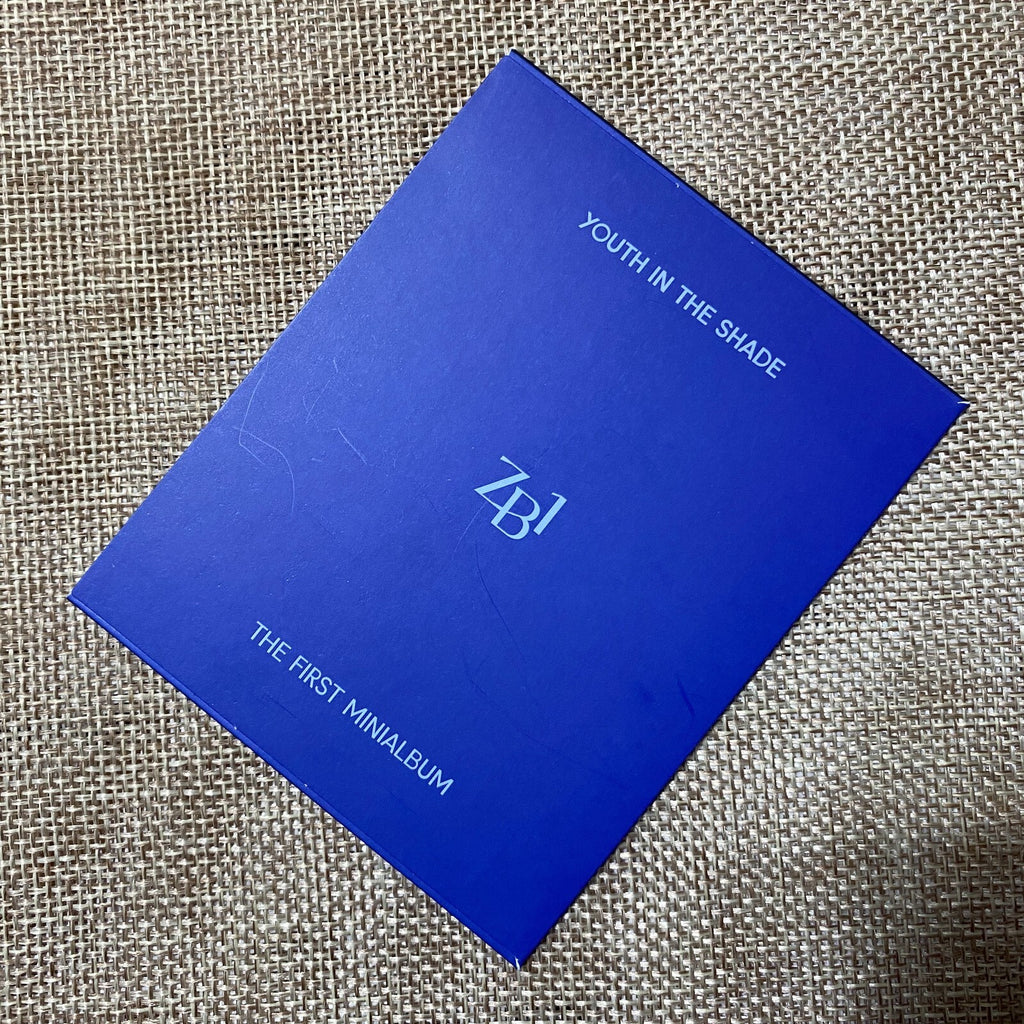 YOUTH IN THE SHADE
ZB1
THE FIRST MINIALBUM